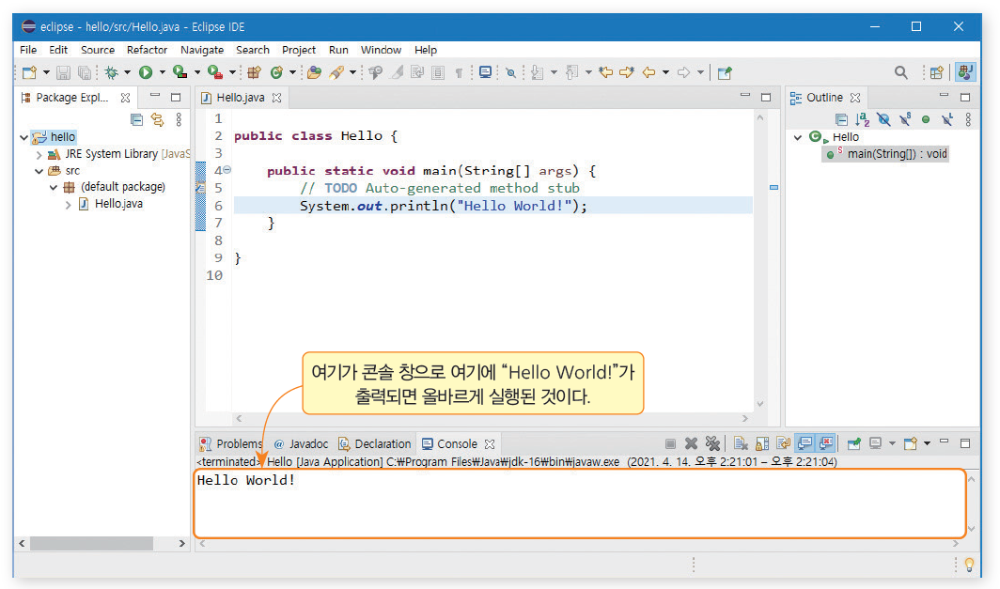 eclipse - hello/src/Hello.java - Eclipse IDE
File Edit Source Refactor Navigate Search Project Run Window Help
Package Expl...
hello
JRE System Library [JavaS
src
(default package)
Hello.java
Hello.java
1
2 public class Hello {
3
4 public static void main(String[] args) {
5 // TODO Auto-generated method stub
6 System.out.println("Hello World!");
7 }
8
9 }
10
Outline
Hello
main(String[]) : void
여기가 콘솔 창으로 여기에 “Hello World!”가
출력되면 올바르게 실행된 것이다.
Problems @ Javadoc Declaration Console
<terminated> Hello [Java Application] C:₩Program Files₩Java₩jdk-16₩bin₩javaw.exe (2021. 4. 14. 오후 2:21:01 – 오후 2:21:04)
Hello World!